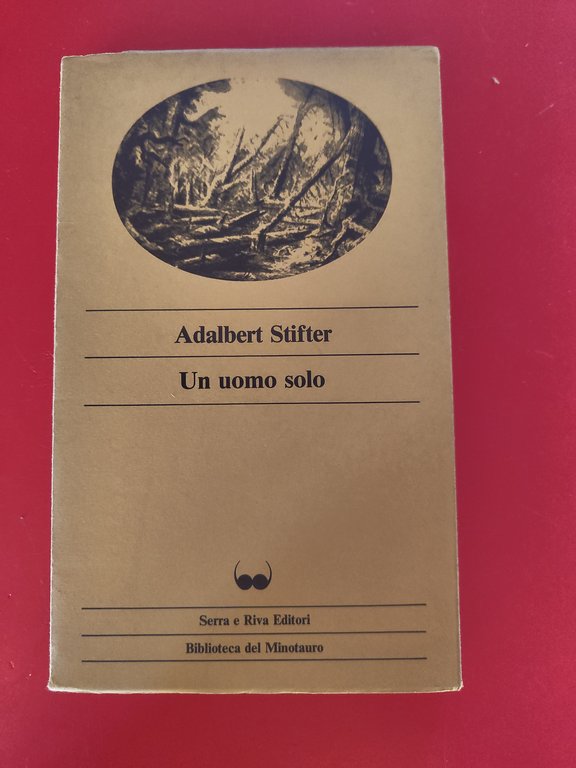 Adalbert Stifter
Un uomo solo
Serra e Riva Editori
Biblioteca del Minotauro